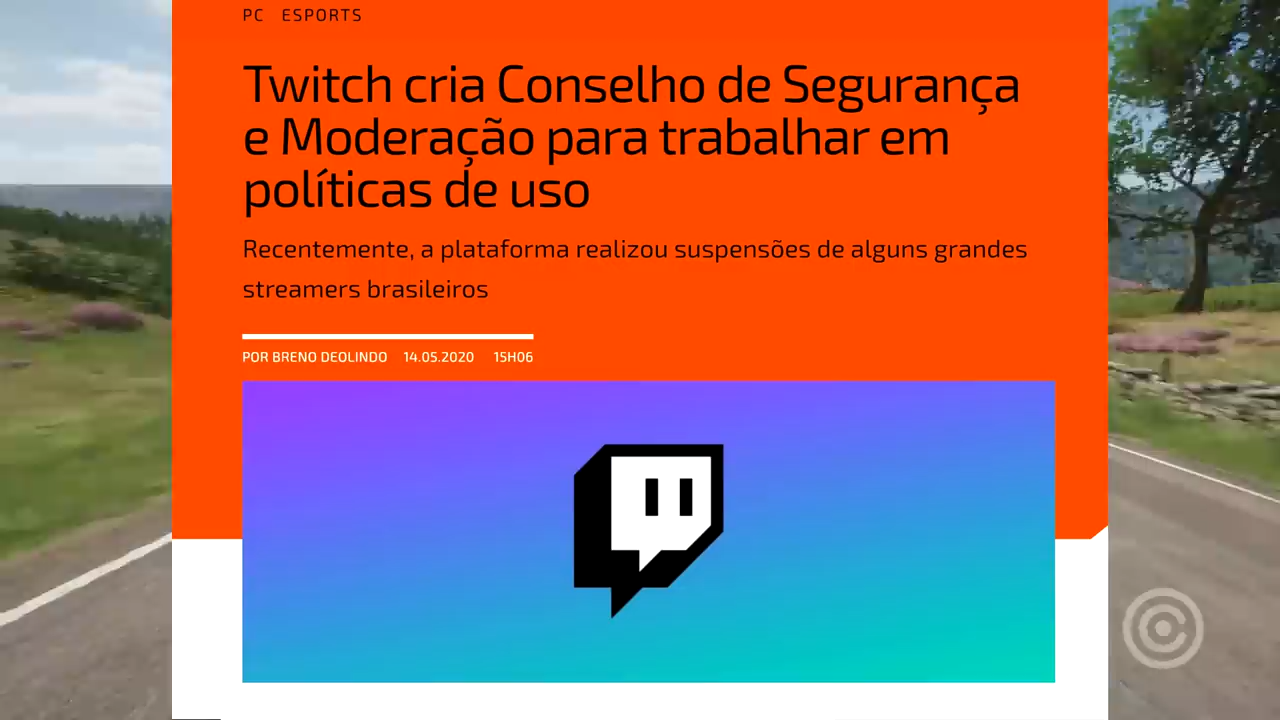 PC ESPORTS
Twitch cria Conselho de Segurança
e Moderação para trabalhar em
políticas de uso
Recentemente, a plataforma realizou suspensões de alguns grandes
streamers brasileiros
POR BRENO DEOLINDO 14.05.2020 15H06